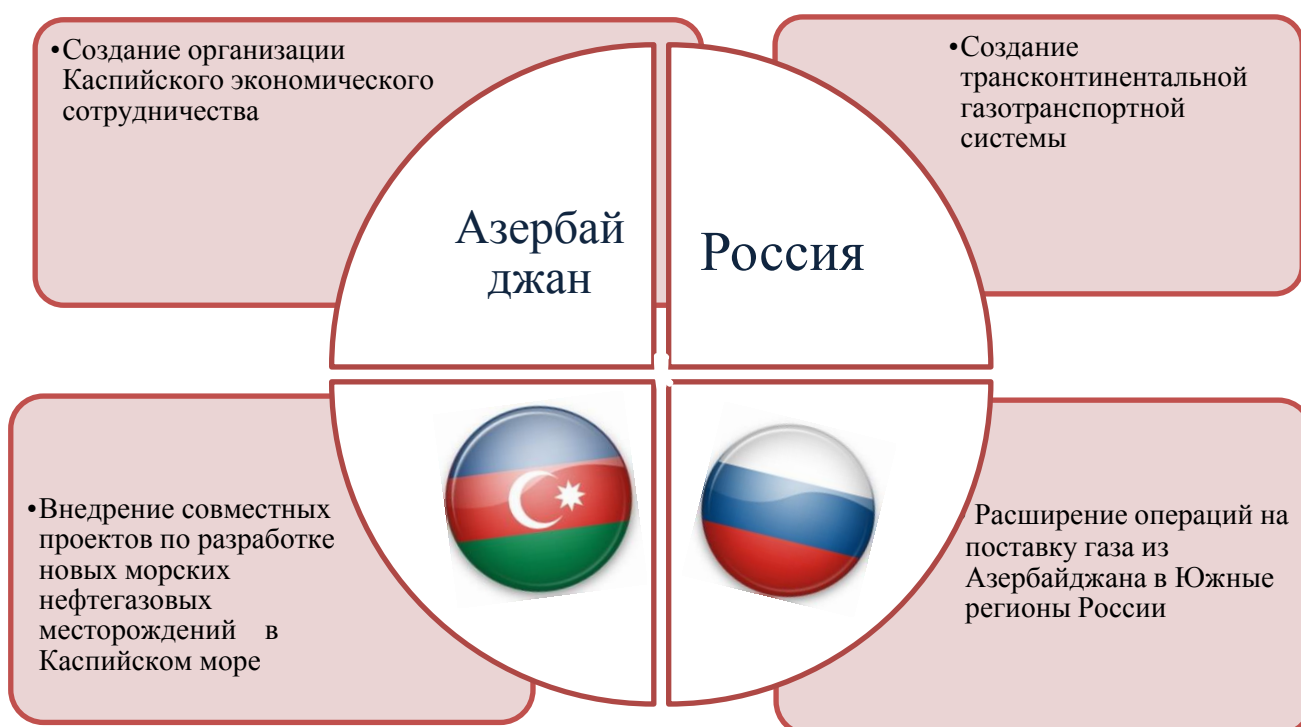 •Создание организации
Каспийского экономического
сотрудничества
•Создание
трансконтинентальной
газотранспортной
системы
Азербай
джан
Россия
•Внедрение совместных
проектов по разработке
новых морских
нефтегазовых
месторождений в
Каспийском море
Расширение операций на
поставку газа из
Азербайджана в Южные
регионы России